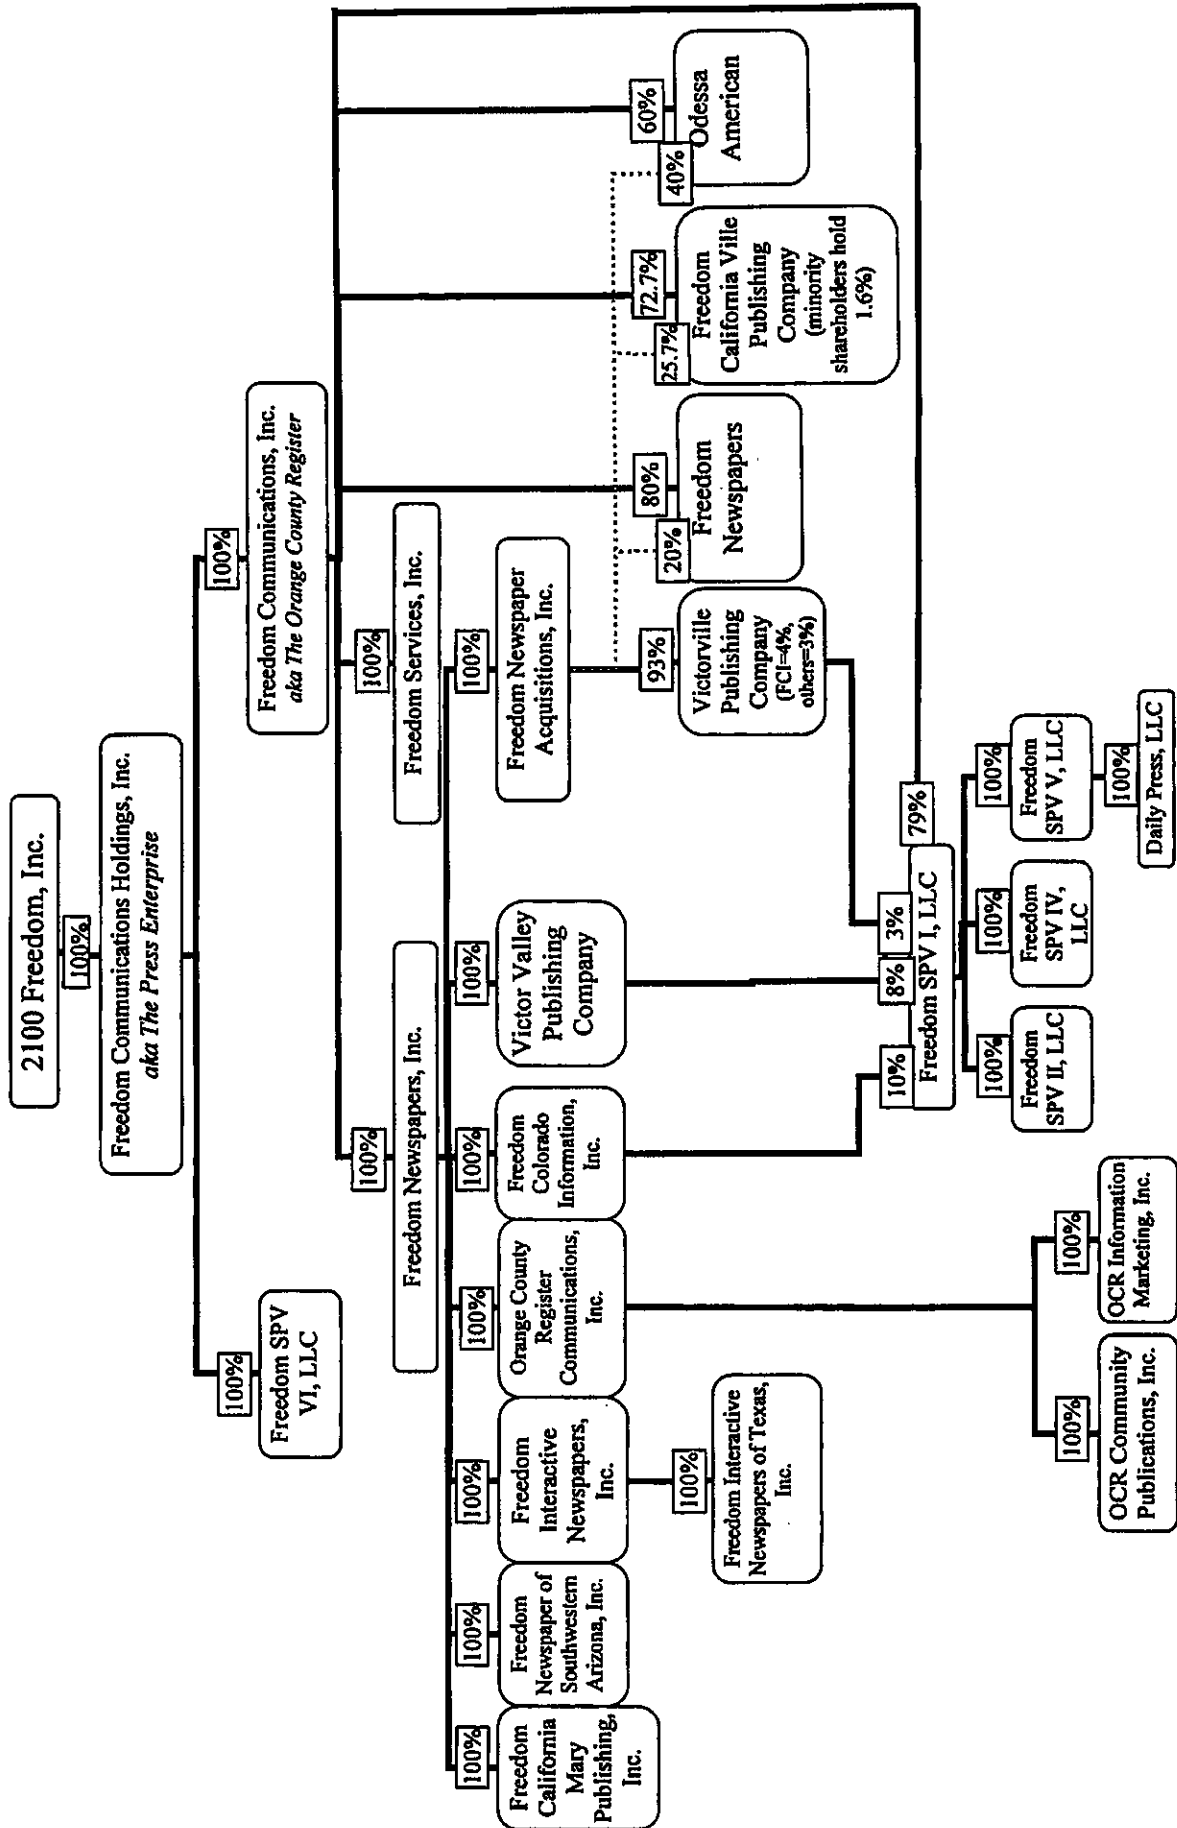 2100 Freedom, Inc.
100%
Freedom Communications Holdings, Inc.
aka The Press Enterprise
100%
100%
Freedom SPV
VI, LLC
Freedom Communications, Inc.
aka The Orange County Register
100%
100%
Freedom Newspapers, Inc.
Freedom Services, Inc.
100%
100%
100%
100%
100%
100%
100%
Freedom
California
Mary
Publishing,
Inc.
Freedom
Newspaper of
Southwestern
Arizona, Inc.
Freedom
Interactive
Newspapers,
Inc.
Orange County
Register
Communications,
Inc.
Freedom
Colorado
Information,
Inc.
Victor Valley
Publishing
Company
Freedom Newspaper
Acquisitions, Inc.
100%
93%
20%
80%
25.7%
72.7%
40%
60%
Freedom Interactive
Newspapers of Texas,
Inc.
Victorville
Publishing
Company
(FCI=4%,
others=3%)
Freedom
Newspapers
Freedom
California Ville
Publishing
Company
(minority
shareholders hold
1.6%)
Odessa
American
10%
8%
3%
79%
Freedom SPV I, LLC
100%
100%
100%
Freedom
SPV II, LLC
Freedom
SPV IV,
LLC
Freedom
SPV V, LLC
100%
100%
100%
OCR Community
Publications, Inc.
OCR Information
Marketing, Inc.
Daily Press, LLC